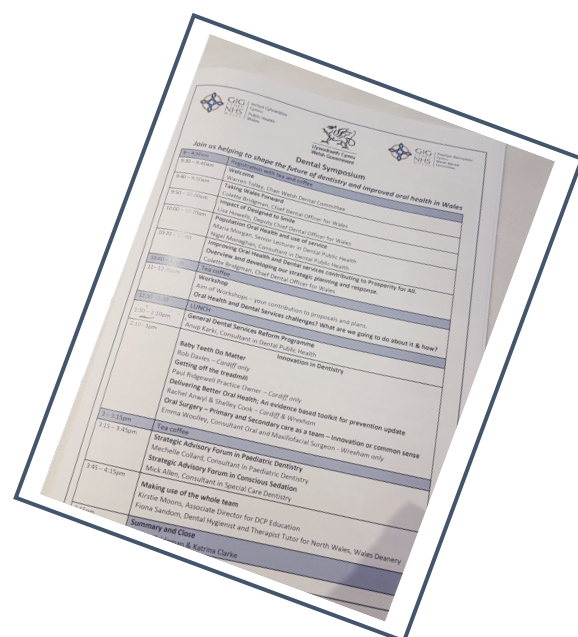 GIG
NHS
Llywodraeth Cymru
Welsh Government
GIG
NHS
Dental Symposium
Join us helping to shape the future of dentistry and improved oral health in Wales
Registration with tea and coffee
Welcome
Warren Tolley, Chair Welsh Dental Committee
Taking Wales Forward
Colette Bridgman, Chief Dental Officer for Wales
Impact of Designed to Smile
Lisa Howells, Deputy Chief Dental Officer for Wales
Population Oral Health and use of service
Maria Morgan, Senior Lecturer in Dental Public Health
Nigel Monaghan, Consultant in Dental Public Health
Improving Oral Health and Dental services contributing to Prosperity for All.
Overview and developing our strategic planning and response.
Colette Bridgman, Chief Dental Officer for Wales
Tea coffee
Workshop
Aim of Workshops – your contribution to proposals and plans.
Oral Health and Dental Services challenges? What are we going to do about it & how?
LUNCH
General Dental Services Reform Programme
Anup Karki, Consultant in Dental Public Health
Innovation in Dentistry
Baby Teeth Do Matter
Rob Davies – Cardiff only
Getting off the treadmill
Paul Ridgewell Practice Owner – Cardiff only
Delivering Better Oral Health; An evidence based toolkit for prevention update
Rachel Anwyl & Shelley Cook – Cardiff & Wrexham
Oral Surgery – Primary and Secondary care as a team – Innovation or common sense
Emma Woolley, Consultant Oral and Maxillofacial Surgeon - Wrexham only
3 – 3:15pm Tea coffee
3:15 – 3:45pm Strategic Advisory Forum in Paediatric Dentistry
Mechelle Collard, Consultant In Paediatric Dentistry
Strategic Advisory Forum in Conscious Sedation
Mick Allen, Consultant in Special Care Dentistry
3:45 – 4:15pm Making use of the whole team
Kirstie Moons, Associate Director for DCP Education
Fiona Sandom, Dental Hygienist and Therapist Tutor for North Wales, Wales Deanery
Summary and Close
& Katrina Clarke